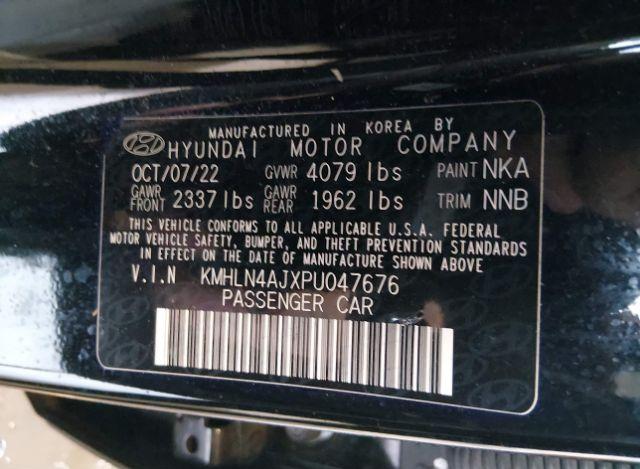 MANUFACTURED IN KOREA BY
HYUNDAI MOTOR COMPANY
OCT/07/22 GVWR 4079 lbs PAINT NKA
GAWR FRONT 2337 lbs GAWR REAR 1962 lbs TRIM NNB
THIS VEHICLE CONFORMS TO ALL APPLICABLE U.S.A. FEDERAL
MOTOR VEHICLE SAFETY, BUMPER, AND THEFT PREVENTION STANDARDS
IN EFFECT ON THE DATE OF MANUFACTURE SHOWN ABOVE
V.I.N KMHLN4AJXPU047676
PASSENGER CAR